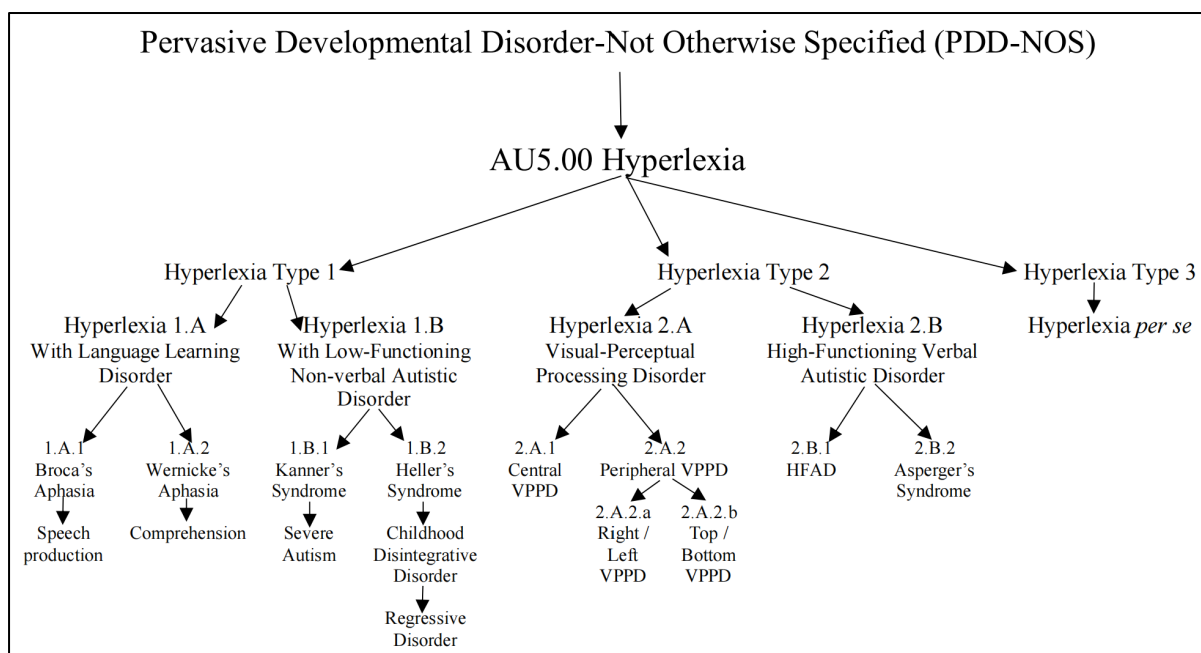 Pervasive Developmental Disorder-Not Otherwise Specified (PDD-NOS)
AU5.00 Hyperlexia
Hyperlexia Type 1
Hyperlexia Type 2
Hyperlexia Type 3
Hyperlexia 1.A
With Language Learning
Disorder
Hyperlexia 1.B
With Low-Functioning
Non-verbal Autistic
Disorder
Hyperlexia 2.A
Visual-Perceptual
Processing Disorder
Hyperlexia 2.B
High-Functioning Verbal
Autistic Disorder
Hyperlexia per se
1.A.1
Broca's
Aphasia
Speech
production
1.A.2
Wernicke's
Aphasia
Comprehension
1.B.1
Kanner's
Syndrome
Severe
Autism
1.B.2
Heller's
Syndrome
Childhood
Disintegrative
Disorder
Regressive
Disorder
2.A.1
Central
VPPD
2.A.2
Peripheral VPPD
2.A.2.a
Right /
Left
VPPD
2.A.2.b
Top /
Bottom
VPPD
2.B.1
HFAD
2.B.2
Asperger's
Syndrome